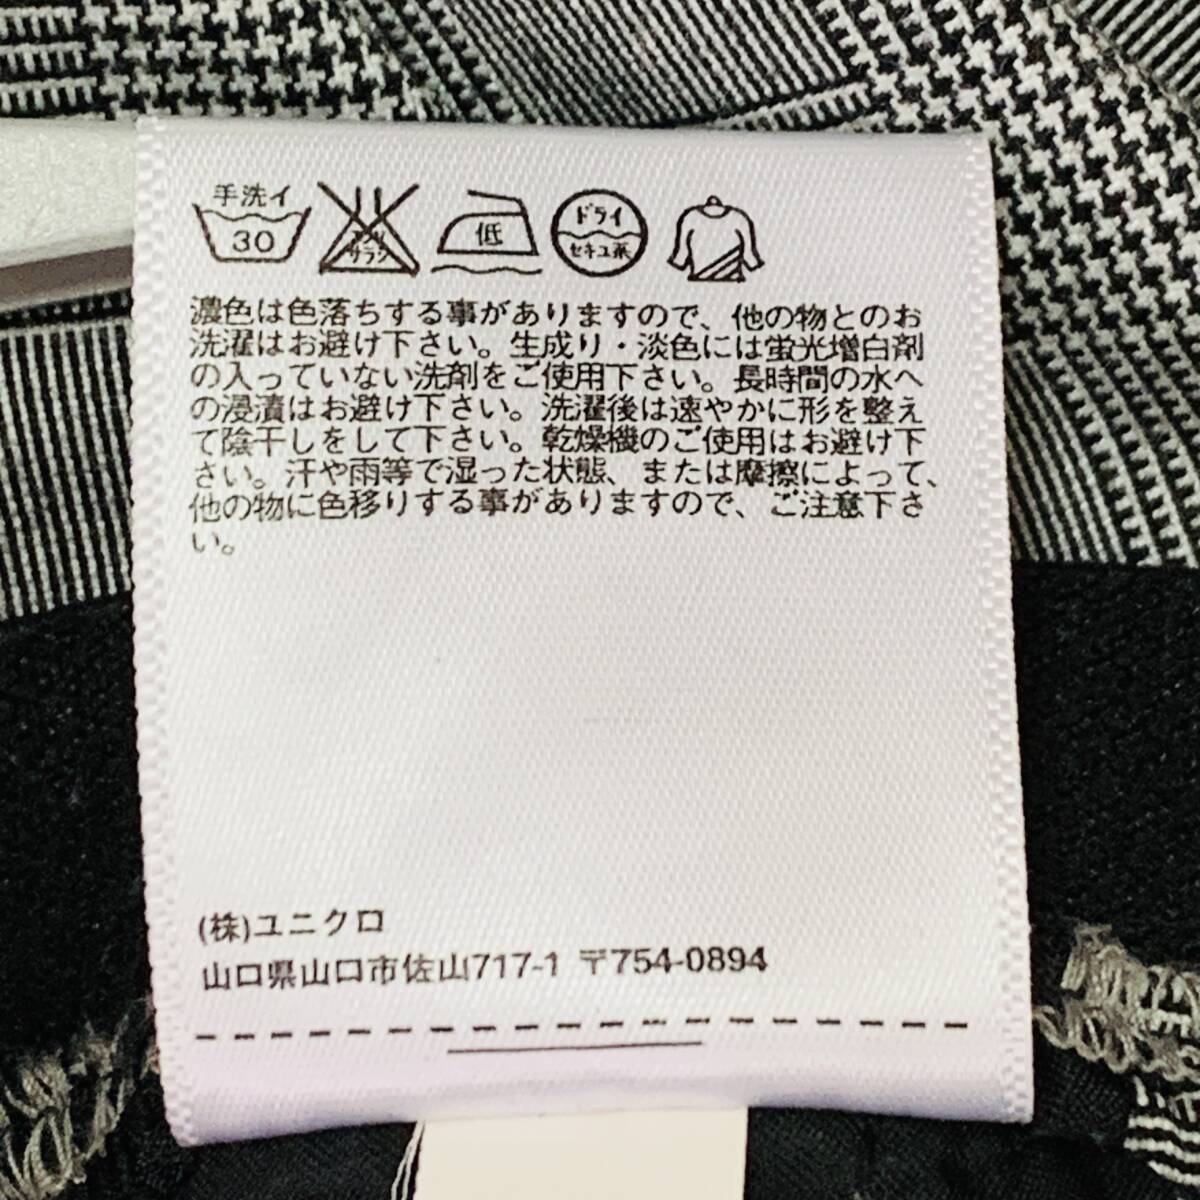 手洗イ
30
エンソ
サラシ
低
ドライ
セキユ系
濃色は色落ちする事がありますので、他の物とのお
洗濯はお避け下さい。生成り・淡色には蛍光増白剤
の入っていない洗剤をご使用下さい。長時間の水へ
の浸漬はお避け下さい。洗濯後は速やかに形を整え
て陰干しをして下さい。乾燥機のご使用はお避け下
さい。汗や雨等で湿った状態、または摩擦によって、
他の物に色移りする事がありますので、ご注意下さ
い。
(株)ユニクロ
山口県山口市佐山717-1 〒754-0894